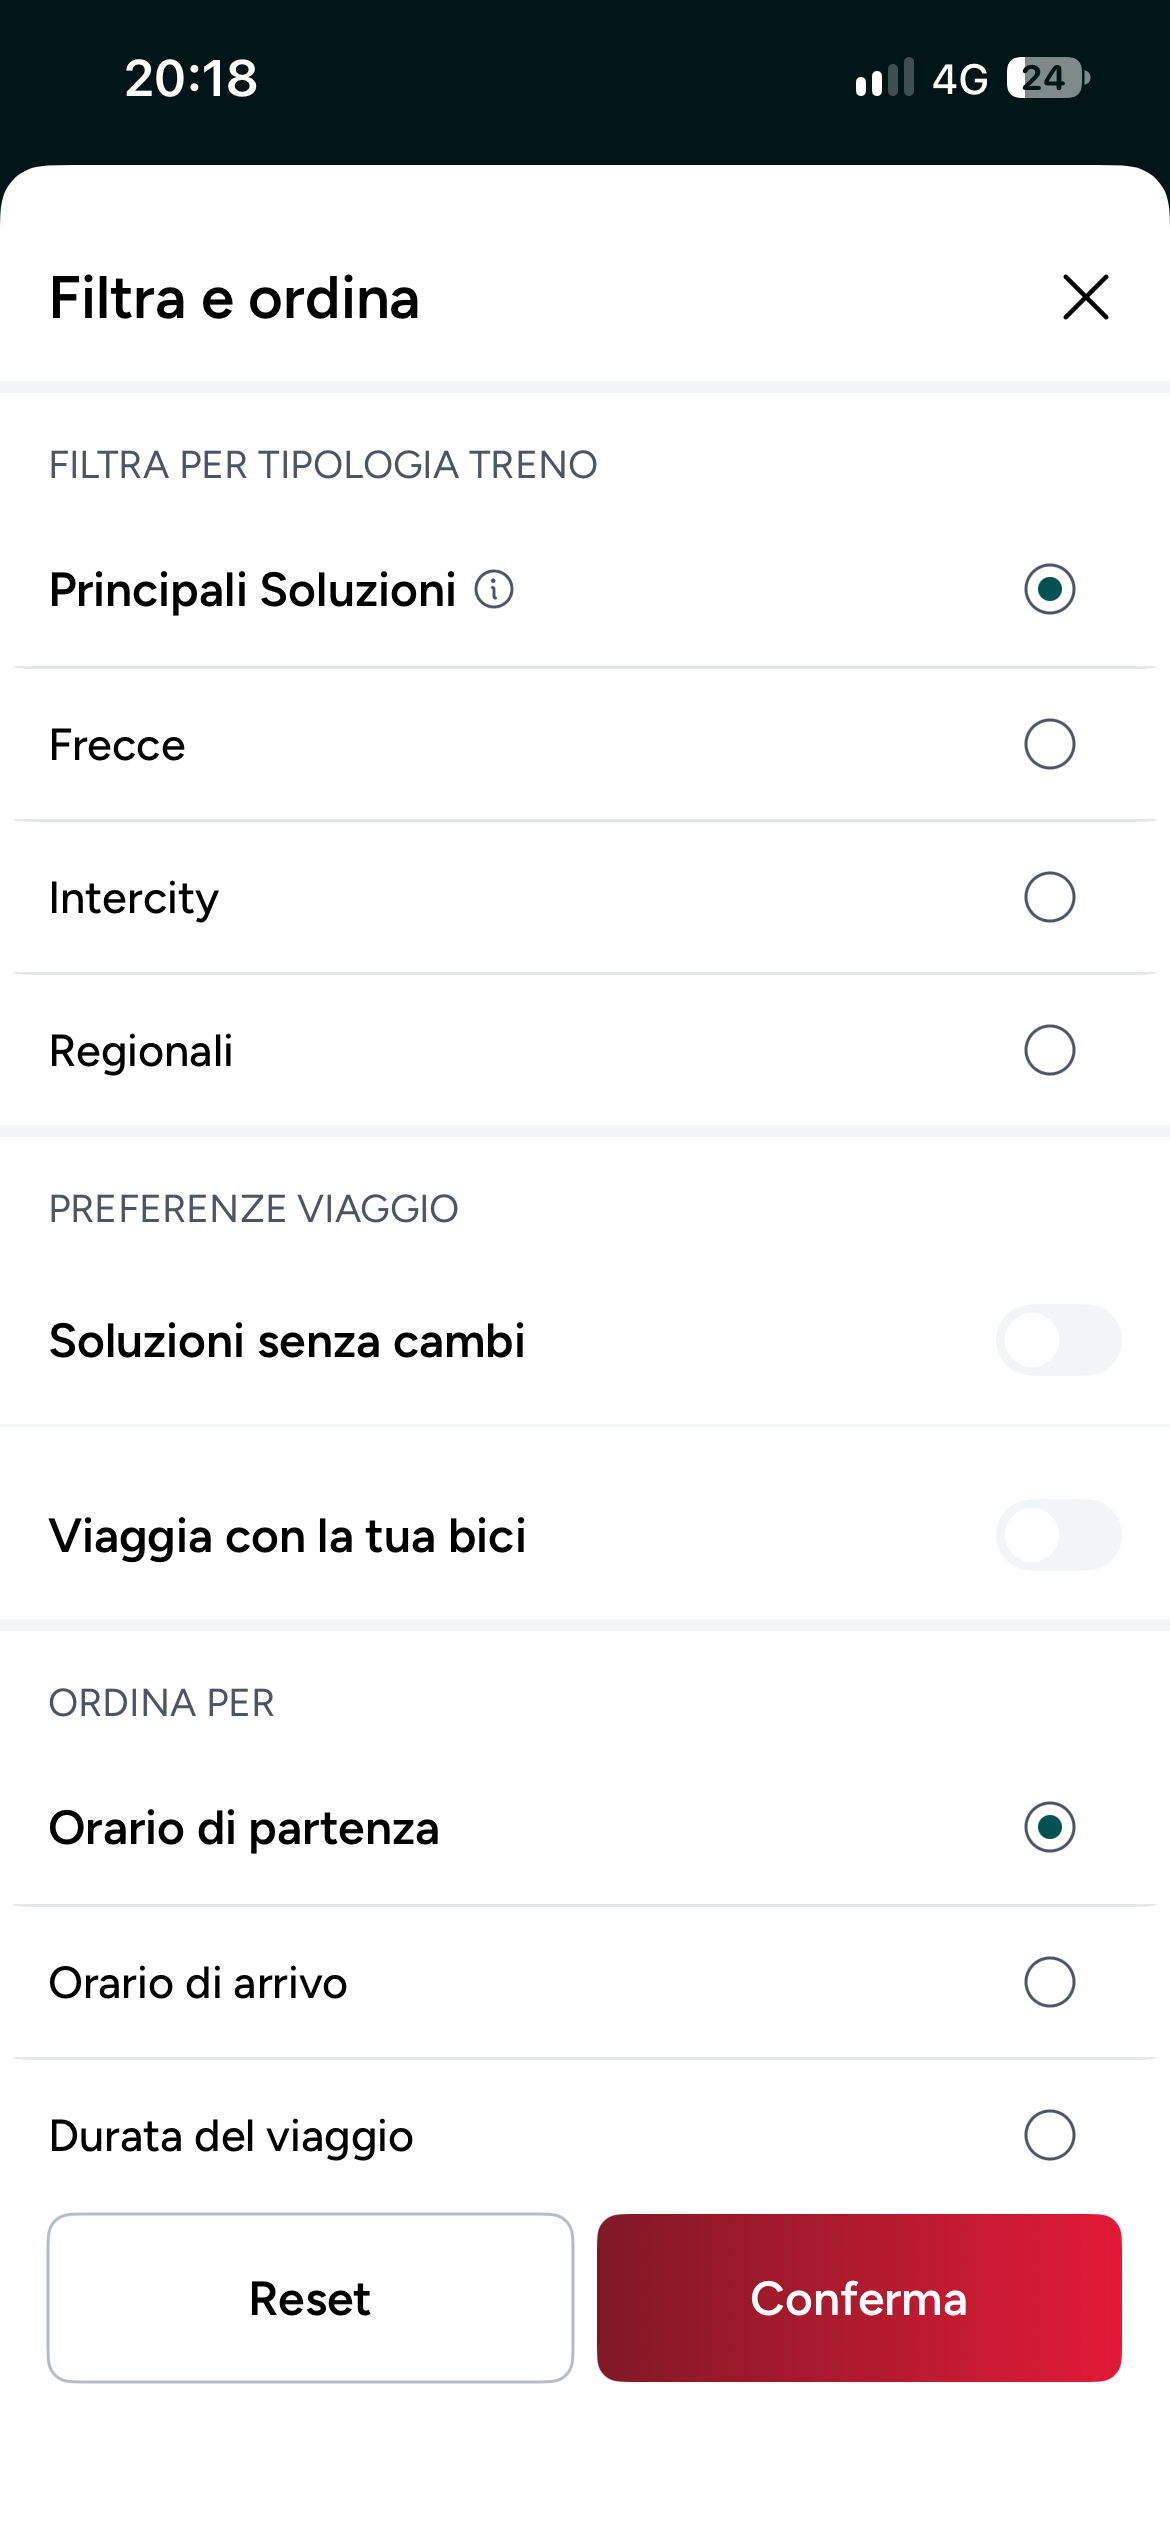 20:18
4G 24
Filtra e ordina
FILTRA PER TIPOLOGIA TRENO
Principali Soluzioni
Frecce
Intercity
Regionali
PREFERENZE VIAGGIO
Soluzioni senza cambi
Viaggia con la tua bici
ORDINA PER
Orario di partenza
Orario di arrivo
Durata del viaggio
Reset
Conferma